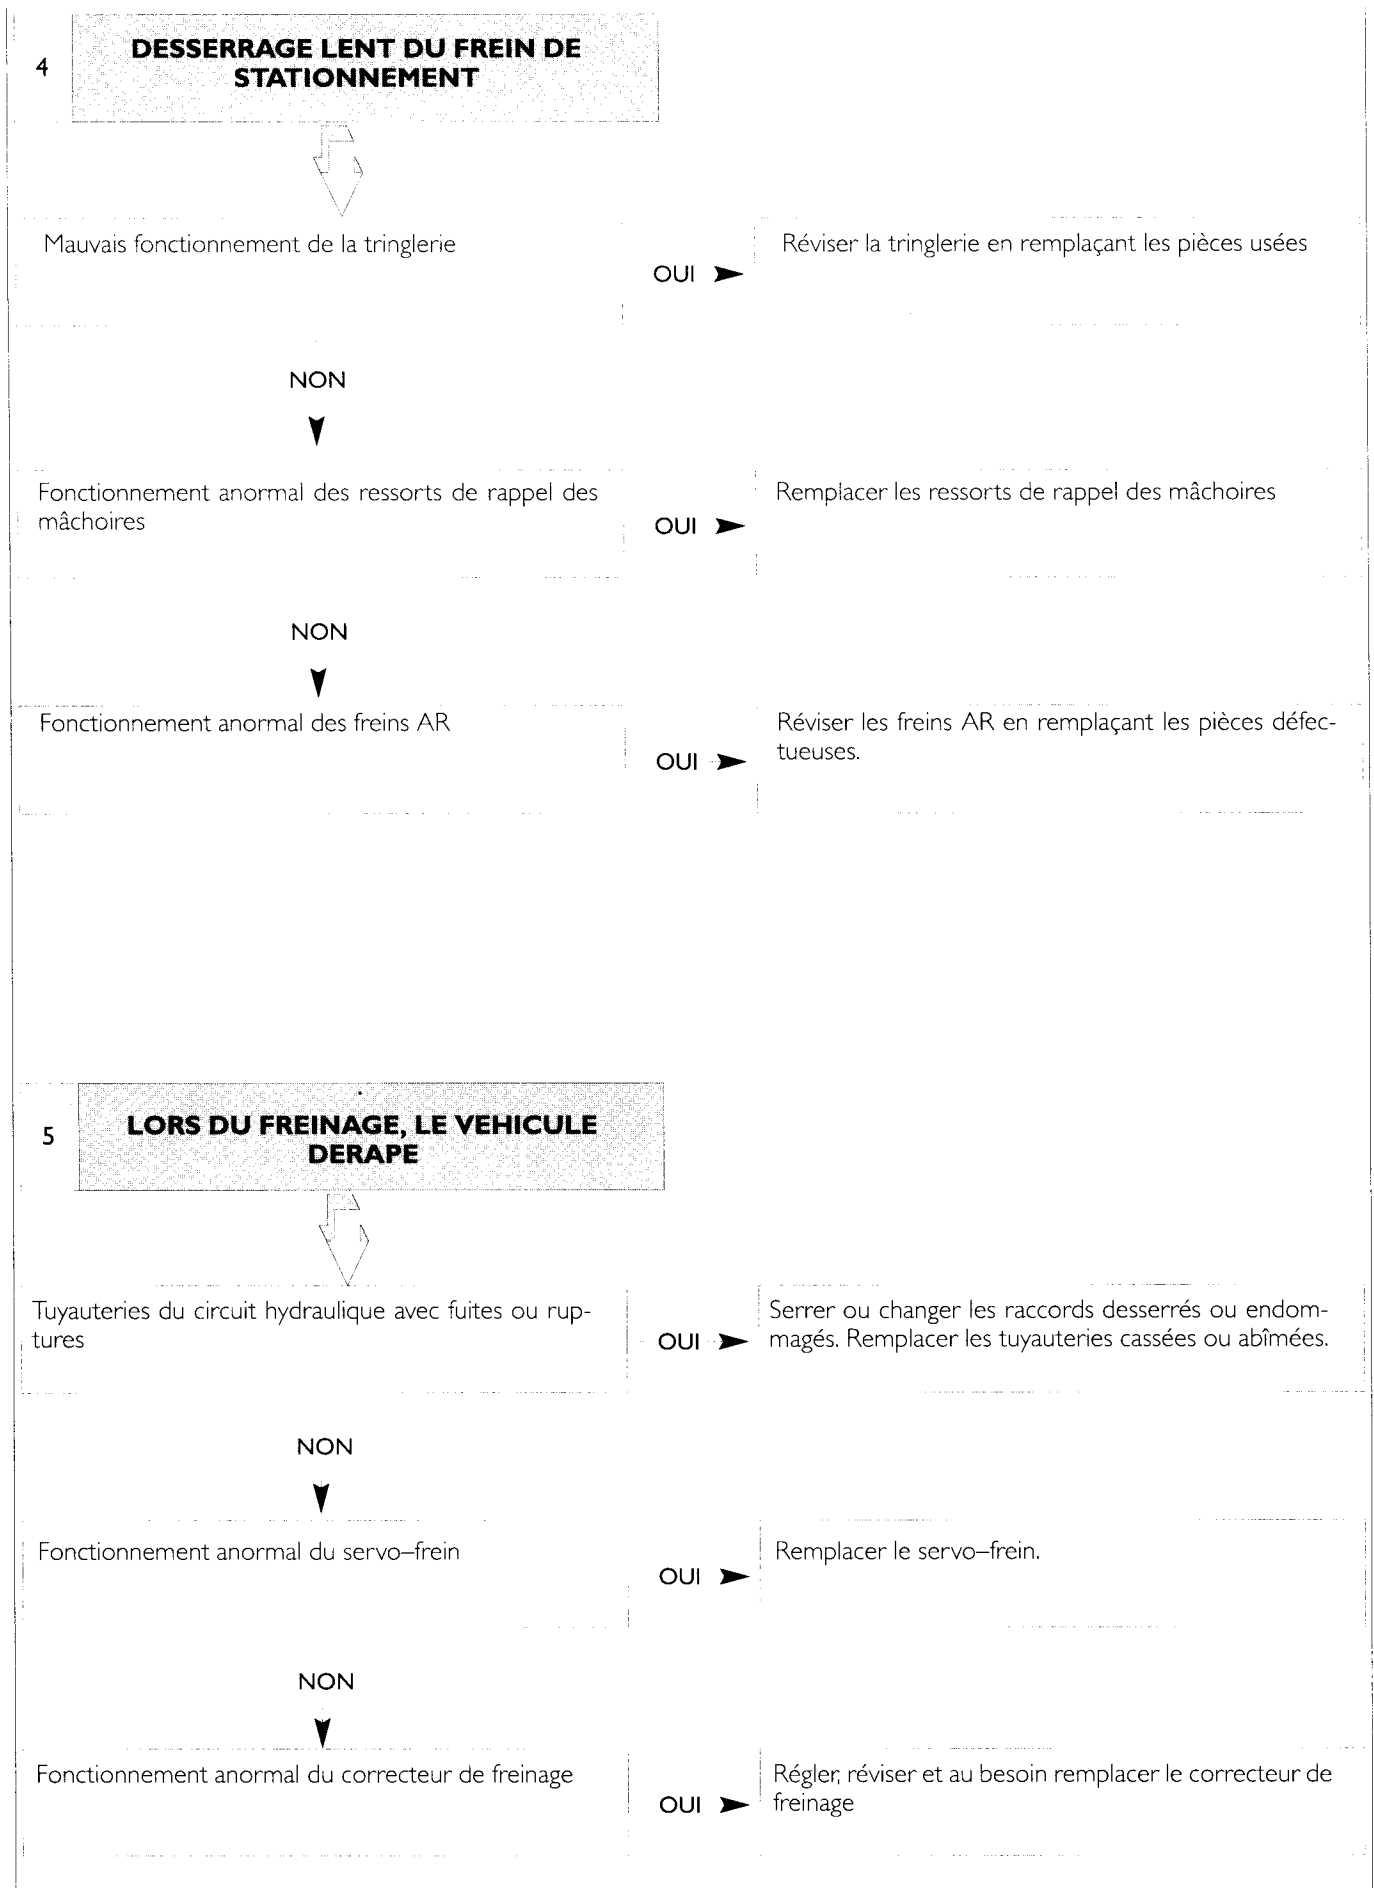 4
DESSERRAGE LENT DU FREIN DE
STATIONNEMENT
Mauvais fonctionnement de la tringlerie
OUI
Réviser la tringlerie en remplaçant les pièces usées
NON
Fonctionnement anormal des ressorts de rappel des
mâchoires
OUI
Remplacer les ressorts de rappel des mâchoires
NON
Fonctionnement anormal des freins AR
OUI
Réviser les freins AR en remplaçant les pièces défec-
tueuses.
5
LORS DU FREINAGE, LE VEHICULE
DERAPE
Tuyauteries du circuit hydraulique avec fuites ou rup-
tures
OUI
Serrer ou changer les raccords desserrés ou endom-
magés. Remplacer les tuyauteries cassées ou abîmées.
NON
Fonctionnement anormal du servo–frein
OUI
Remplacer le servo–frein.
NON
Fonctionnement anormal du correcteur de freinage
OUI
Régler, réviser et au besoin remplacer le correcteur de
freinage